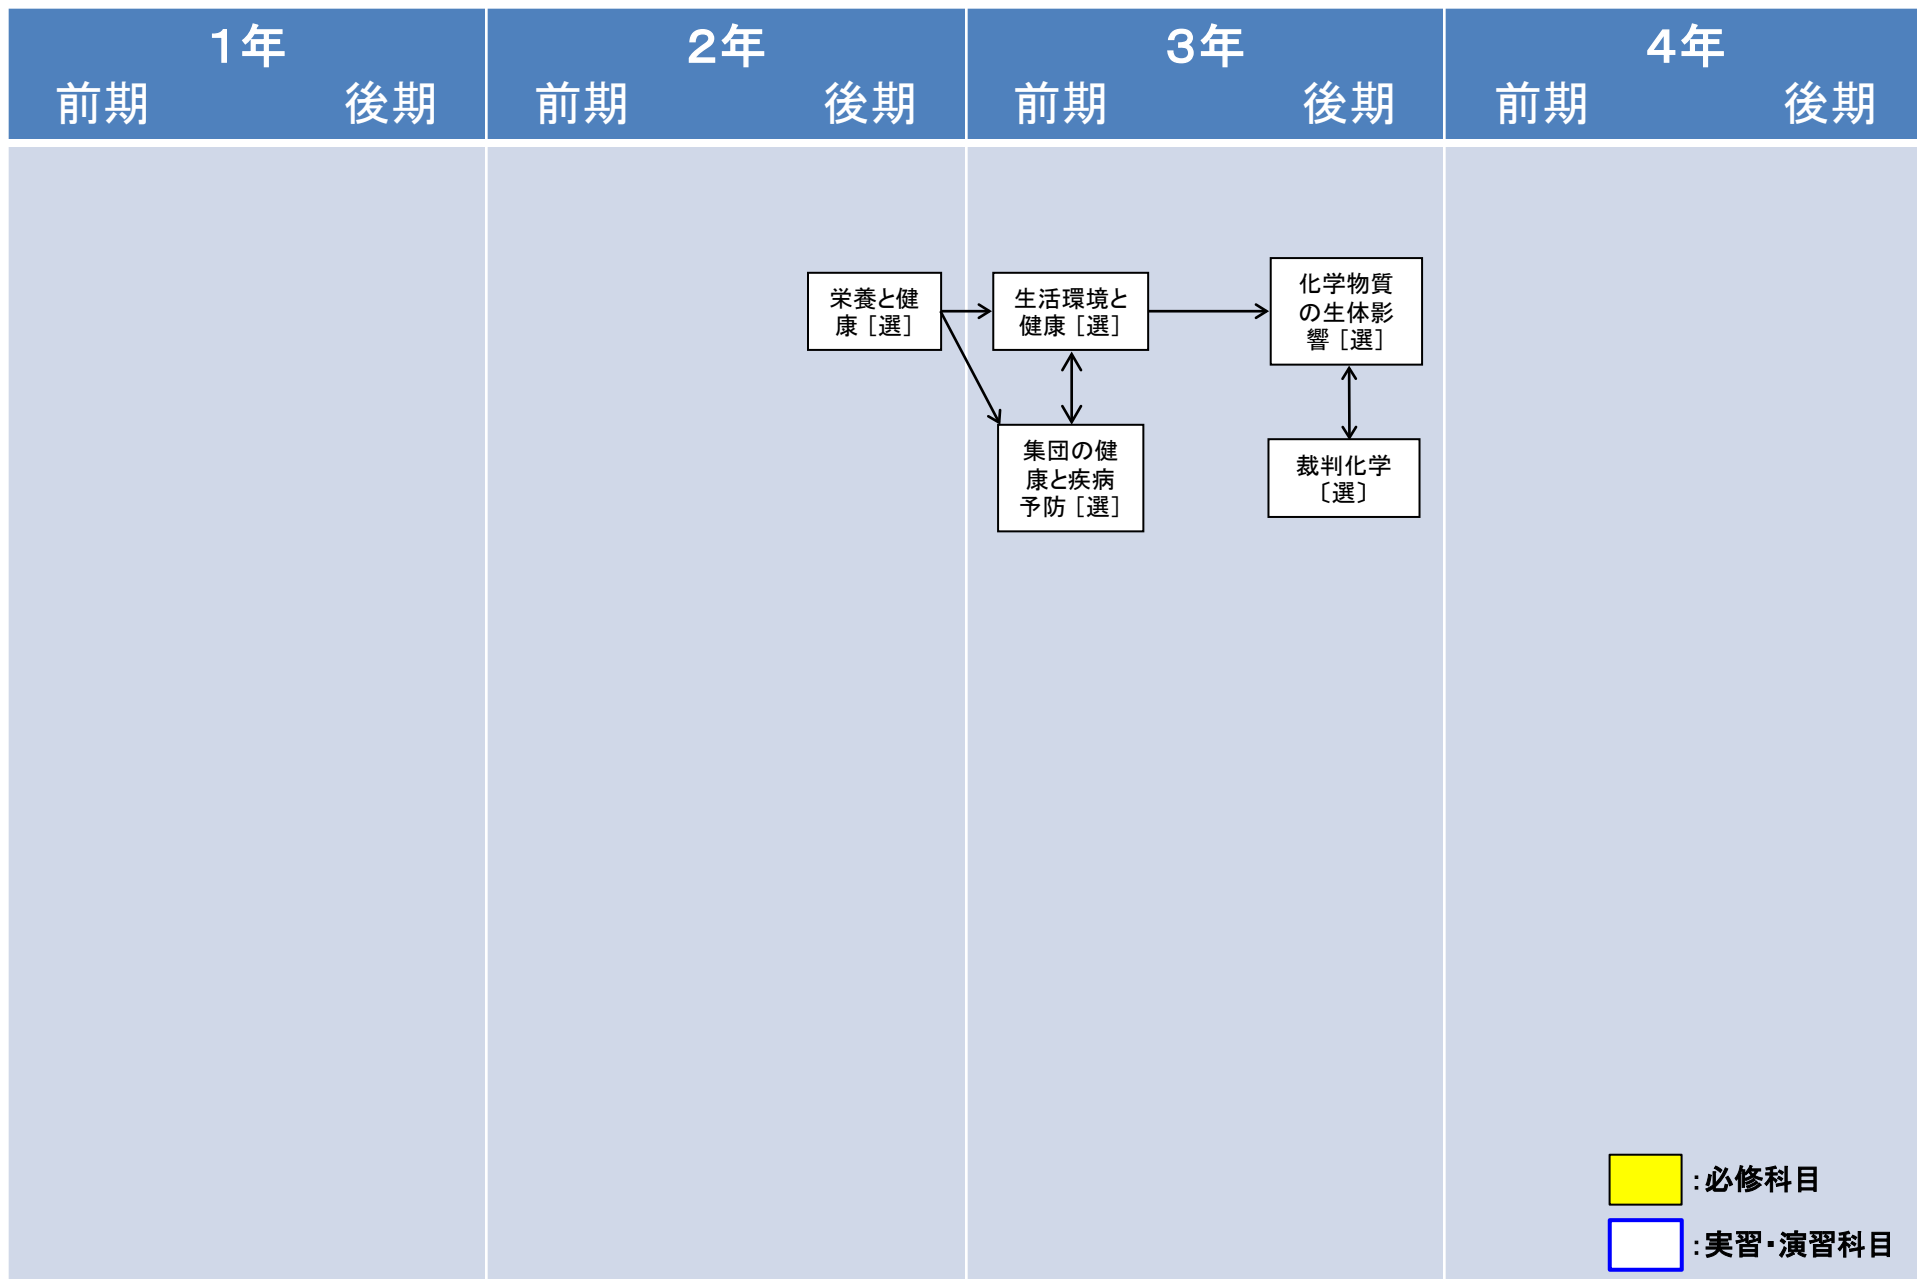 １年
２年
３年
４年
前期
後期
前期
後期
前期
後期
前期
後期
栄養と健
康［選］
生活環境と
健康［選］
化学物質
の生体影
響［選］
集団の健
康と疾病
予防［選］
裁判化学
〔選〕
：必修科目
：実習・演習科目